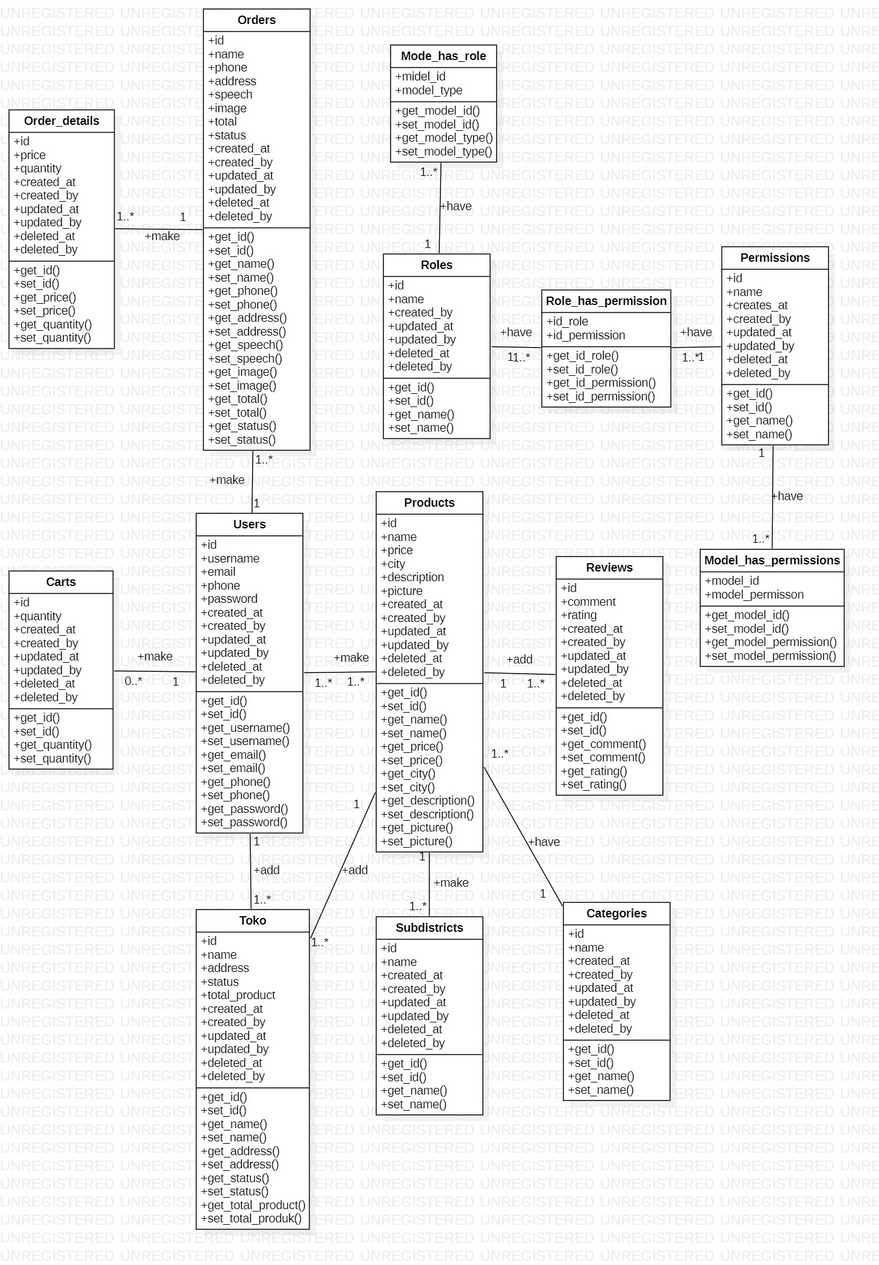 Orders
+id
+name
+phone
+address
+speech
+image
+total
+status
+created_at
+created_by
+updated_at
+updated_by
+deleted_at
+deleted_by
+get_id()
+set_id()
+get_name()
+set_name()
+get_phone()
+set_phone()
+get_address()
+set_address()
+get_speech()
+set_speech()
+get_image()
+set_image()
+get_total()
+set_total()
+get_status()
+set_status()
Mode_has_role
+midel_id
+model_type
+get_model_id()
+set_model_id()
+get_model_type()
+set_model_type()
Order_details
+id
+price
+quantity
+created_at
+created_by
+updated_at
+updated_by
+deleted_at
+deleted_by
+get_id()
+set_id()
+get_price()
+set_price()
+get_quantity()
+set_quantity()
1..*
1
+make
1..*
+have
1
Roles
+id
+name
+created_by
+updated_at
+updated_by
+deleted_at
+deleted_by
+get_id()
+set_id()
+get_name()
+set_name()
+have
11..*
Role_has_permission
+id_role
+id_permission
+get_id_role()
+set_id_role()
+get_id_permission()
+set_id_permission()
+have
1..*1
Permissions
+id
+name
+creates_at
+created_by
+updated_at
+updated_by
+deleted_at
+deleted_by
+get_id()
+set_id()
+get_name()
+set_name()
1
+have
1..*
Model_has_permissions
+model_id
+model_permisson
+get_model_id()
+set_model_id()
+get_model_permission()
+set_model_permission()
1..*
+make
1
Users
+id
+username
+email
+phone
+password
+created_at
+created_by
+updated_at
+updated_by
+deleted_at
+deleted_by
+get_id()
+set_id()
+get_username()
+set_username()
+get_email()
+set_email()
+get_phone()
+set_phone()
+get_password()
+set_password()
Carts
+id
+quantity
+created_at
+created_by
+updated_at
+updated_by
+deleted_at
+deleted_by
+get_id()
+set_id()
+get_quantity()
+set_quantity()
+make
0..*
1
+make
1..*
1..*
Products
+id
+name
+price
+city
+description
+picture
+created_at
+created_by
+updated_at
+updated_by
+deleted_at
+deleted_by
+get_id()
+set_id()
+get_name()
+set_name()
+get_price()
+set_price()
+get_city()
+set_city()
+get_description()
+set_description()
+get_picture()
+set_picture()
+add
1
1..*
Reviews
+id
+comment
+rating
+created_at
+created_by
+updated_at
+updated_by
+deleted_at
+deleted_by
+get_id()
+set_id()
+get_comment()
+set_comment()
+get_rating()
+set_rating()
1
+add
1..*
1
+add
1..*
1
+make
1..*
1..*
+have
1
Toko
+id
+name
+address
+status
+total_product
+created_at
+created_by
+updated_at
+updated_by
+deleted_at
+deleted_by
+get_id()
+set_id()
+get_name()
+set_name()
+get_address()
+set_address()
+get_status()
+set_status()
+get_total_product()
+set_total_produk()
Subdistricts
+id
+name
+created_at
+created_by
+updated_at
+updated_by
+deleted_at
+deleted_by
+get_id()
+set_id()
+get_name()
+set_name()
Categories
+id
+name
+created_at
+created_by
+updated_at
+updated_by
+deleted_at
+deleted_by
+get_id()
+set_id()
+get_name()
+set_name()
UNREGISTERED